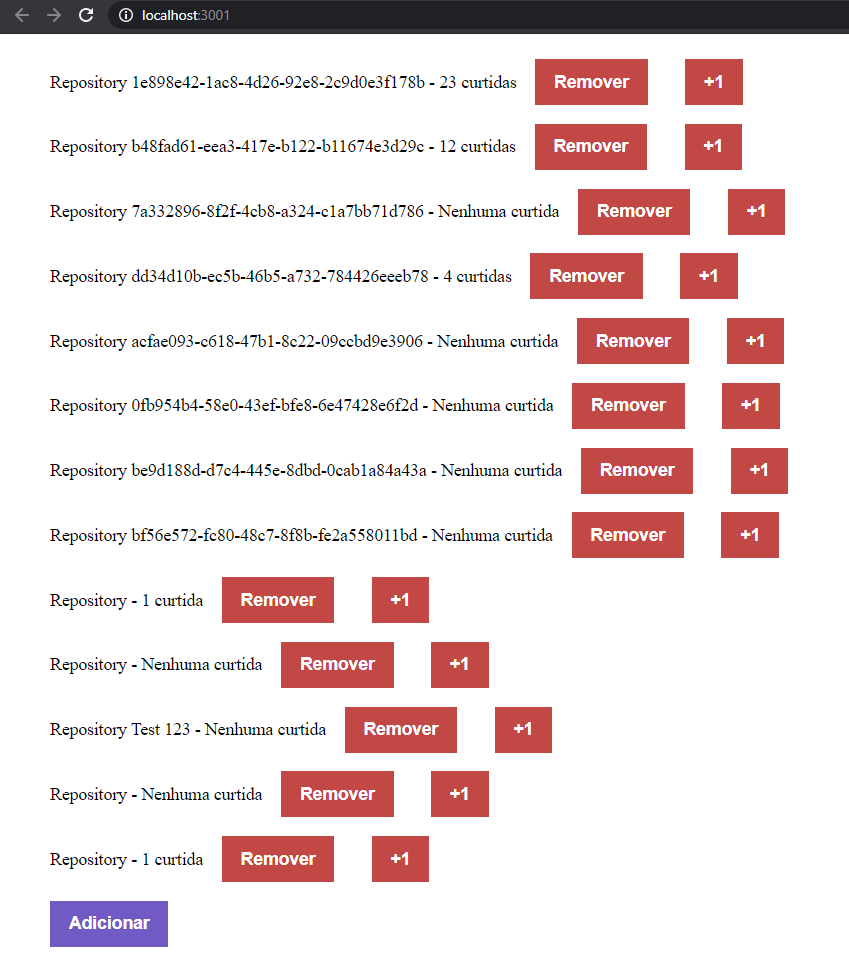 localhost:3001
Repository 1e898e42-1ac8-4d26-92e8-2c9d0e3f178b - 23 curtidas Remover +1
Repository b48fad61-eea3-417e-b122-b11674e3d29c - 12 curtidas Remover +1
Repository 7a332896-8f2f-4cb8-a324-c1a7bb71d786 - Nenhuma curtida Remover +1
Repository dd34d10b-ec5b-46b5-a732-784426eeeb78 - 4 curtidas Remover +1
Repository acfae093-c618-47b1-8c22-09ccbd9e3906 - Nenhuma curtida Remover +1
Repository 0fb954b4-58e0-43ef-bfe8-6e47428e6f2d - Nenhuma curtida Remover +1
Repository be9d188d-d7c4-445e-8dbd-0cab1a84a43a - Nenhuma curtida Remover +1
Repository bf56e572-fc80-48c7-8f8b-fe2a558011bd - Nenhuma curtida Remover +1
Repository - 1 curtida Remover +1
Repository - Nenhuma curtida Remover +1
Repository Test 123 - Nenhuma curtida Remover +1
Repository - Nenhuma curtida Remover +1
Repository - 1 curtida Remover +1
Adicionar